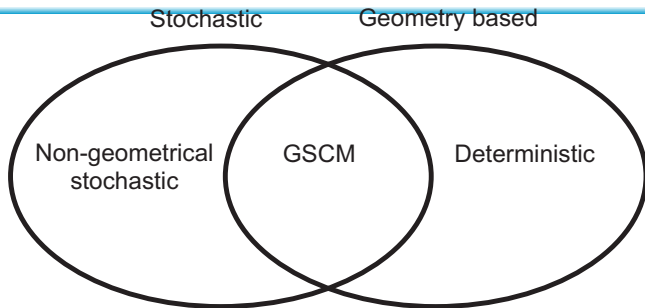 Stochastic
Geometry based
Non-geometrical
stochastic
GSCM
Deterministic